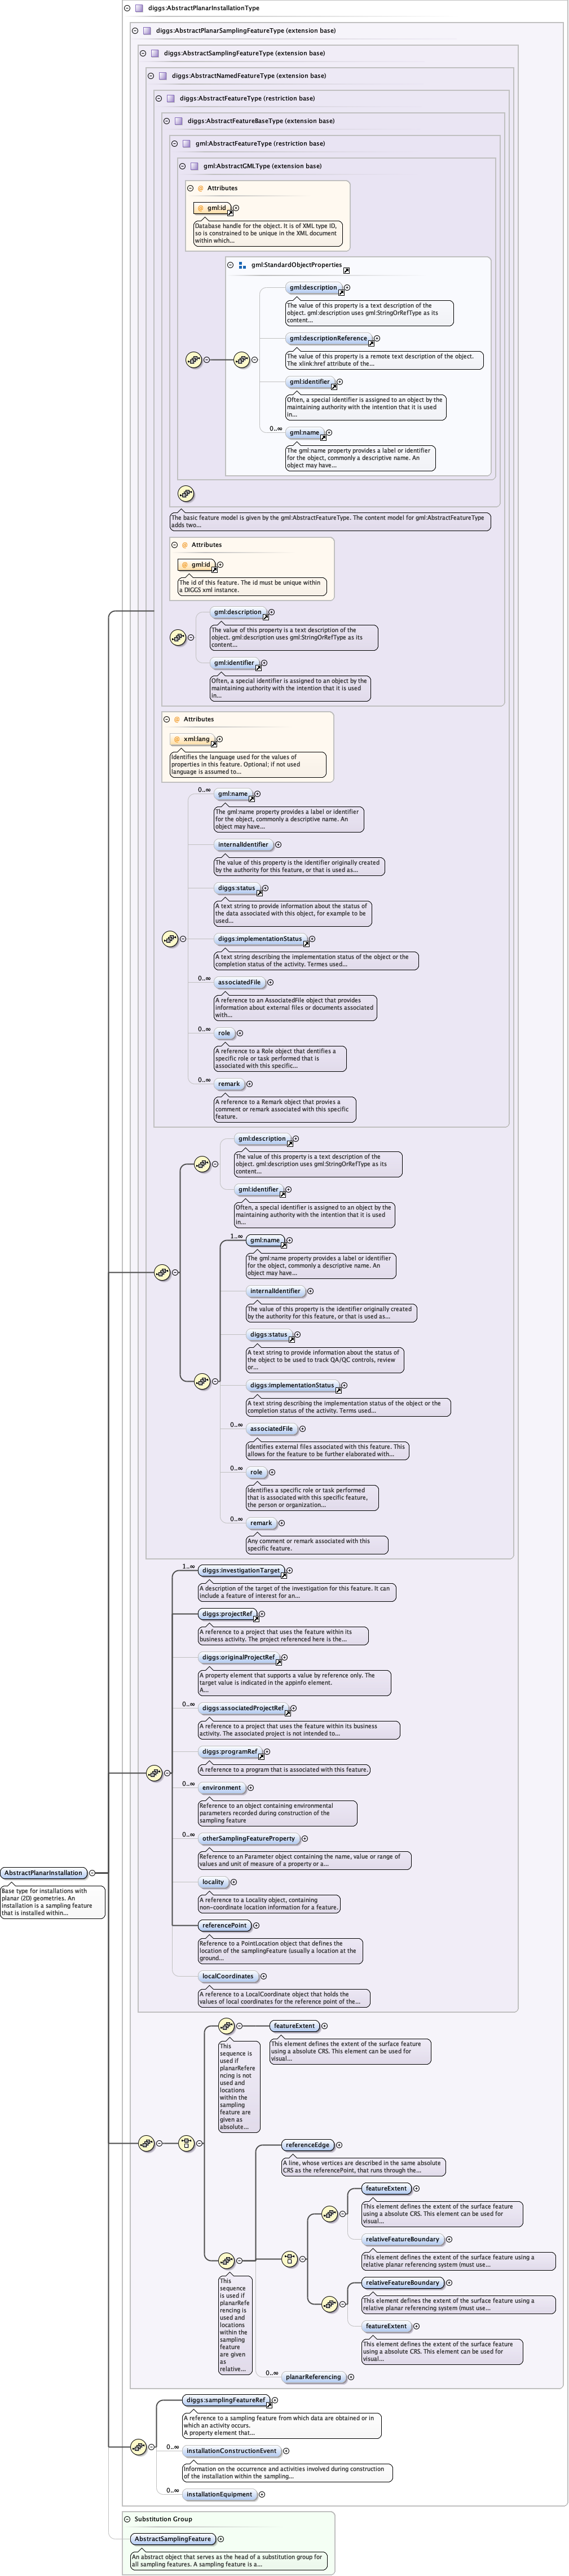 diggs:AbstractPlanarInstallationType
diggs:AbstractPlanarSamplingFeatureType (extension base)
diggs:AbstractSamplingFeatureType (extension base)
diggs:AbstractNamedFeatureType (extension base)
diggs:AbstractFeatureType (restriction base)
diggs:AbstractFeatureBaseType (extension base)
gml:AbstractFeatureType (restriction base)
gml:AbstractGMLType (extension base)
@ Attributes
@ gml:id
Database handle for the object. It is of XML type ID,
so is constrained to be unique in the XML document
within which...
gml:StandardObjectProperties
gml:description
The value of this property is a text description of the
object. gml:description uses gml:StringOrRefType as its
content...
gml:descriptionReference
The value of this property is a remote text description of the object.
The xlink:href attribute of the...
gml:identifier
Often, a special identifier is assigned to an object by the
maintaining authority with the intention that it is used
in...
0..∞
gml:name
The gml:name property provides a label or identifier
for the object, commonly a descriptive name. An
object may have...
The basic feature model is given by the gml:AbstractFeatureType. The content model for gml:AbstractFeatureType
adds two...
@ Attributes
@ gml:id
The id of this feature. The id must be unique within
a DIGGS xml instance.
gml:description
The value of this property is a text description of the
object. gml:description uses gml:StringOrRefType as its
content...
gml:identifier
Often, a special identifier is assigned to an object by the
maintaining authority with the intention that it is used
in...
@ Attributes
@ xml:lang
Identifies the language used for the values of
properties in this feature. Optional; if not used
language is assumed to...
0..∞
gml:name
The gml:name property provides a label or identifier
for the object, commonly a descriptive name. An
object may have...
internalIdentifier
The value of this property is the identifier originally created
by the authority for this feature, or that is used as...
diggs:status
A text string to provide information about the status of
the data associated with this object, for example to be
used...
diggs:implementationStatus
A text string describing the implementation status of the object or the
completion status of the activity. Termes used...
0..∞
associatedFile
A reference to an AssociatedFile object that provides
information about external files or documents associated
with...
0..∞
role
A reference to a Role object that dentifies a
specific role or task performed that is
associated with this specific...
0..∞
remark
A reference to a Remark object that provies a
comment or remark associated with this specific
feature.
gml:description
The value of this property is a text description of the
object. gml:description uses gml:StringOrRefType as its
content...
gml:identifier
Often, a special identifier is assigned to an object by the
maintaining authority with the intention that it is used
in...
1..∞
gml:name
The gml:name property provides a label or identifier
for the object, commonly a descriptive name. An
object may have...
internalIdentifier
The value of this property is the identifier originally created
by the authority for this feature, or that is used as...
diggs:status
A text string to provide information about the status of
the object to be used to track QA/QC controls, review
or...
diggs:implementationStatus
A text string describing the implementation status of the object or the
completion status of the activity. Terms used...
0..∞
associatedFile
Identifies external files associated with this feature. This
allows for the feature to be further elaborated with...
0..∞
role
Identifies a specific role or task performed
that is associated with this specific feature,
the person or organization...
0..∞
remark
Any comment or remark associated with this
specific feature.
1..∞
diggs:investigationTarget
A description of the target of the investigation for this feature. It can
include a feature of interest for an...
diggs:projectRef
A reference to a project that uses the feature within its
business activity. The project referenced here is the...
diggs:originalProjectRef
A property element that supports a value by reference only. The
target value is indicated in the appinfo element.
A...
0..∞
diggs:associatedProjectRef
A reference to a project that uses the feature within its business
activity. The associated project is not intended to...
diggs:programRef
A reference to a program that is associated with this feature.
0..∞
environment
Reference to an object containing environmental
parameters recorded during construction of the
sampling feature
0..∞
otherSamplingFeatureProperty
Reference to an Parameter object containing the name, value or range of
values and unit of measure of a property or a...
locality
A reference to a Locality object, containing
non-coordinate location information for a feature.
referencePoint
Reference to a PointLocation object that defines the
location of the samplingFeature (usually a location at the
ground...
localCoordinates
A reference to a LocalCoordinate object that holds the
values of local coordinates for the reference point of the...
AbstractPlanarInstallation
Base type for installations with
planar (2D) geometries. An
installation is a sampling feature
that is installed within...
This
sequence is
used if
planarRefere
ncing is not
used and
locations
within the
sampling
feature are
given as
absolute...
featureExtent
This element defines the extent of the surface feature
using a absolute CRS. This element can be used for
visual...
referenceEdge
A line, whose vertices are described in the same absolute
CRS as the referencePoint, that runs through the...
This
sequence
is used if
planarRefe
rencing is
used and
locations
within the
sampling
feature
are given
as
relative...
featureExtent
This element defines the extent of the surface feature
using a absolute CRS. This element can be used for
visual...
relativeFeatureBoundary
This element defines the extent of the surface feature using a
relative planar referencing system (must use...
relativeFeatureBoundary
This element defines the extent of the surface feature using a
relative planar referencing system (must use...
featureExtent
This element defines the extent of the surface feature
using a absolute CRS. This element can be used for
visual...
0..∞
planarReferencing
diggs:samplingFeatureRef
A reference to a sampling feature from which data are obtained or in
which an activity occurs.
A property element that...
0..∞
installationConstructionEvent
Information on the occurrence and activities involved during construction
of the installation within the sampling...
0..∞
installationEquipment
Substitution Group
AbstractSamplingFeature
An abstract object that serves as the head of a substitution group for
all sampling features. A sampling feature is a...